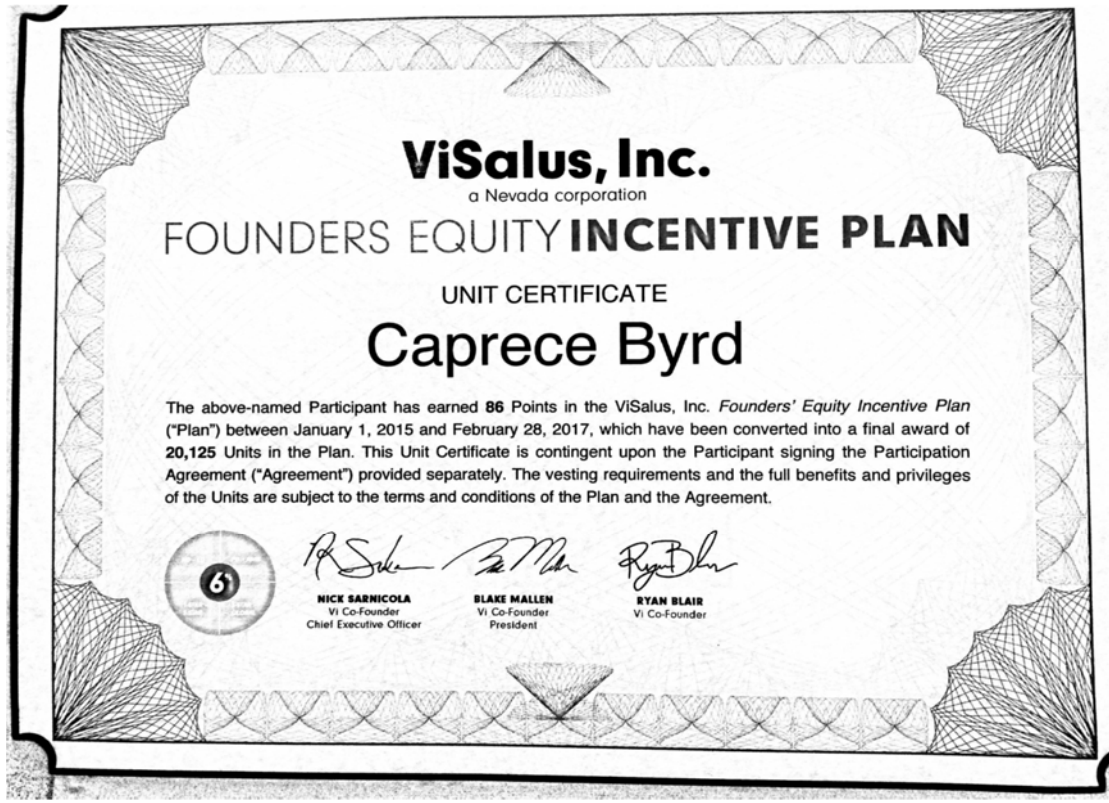 ViSalus, Inc.
a Nevada corporation
FOUNDERS EQUITY INCENTIVE PLAN
UNIT CERTIFICATE
Caprece Byrd
The above-named Participant has earned 86 Points in the ViSalus, Inc. Founders' Equity Incentive Plan
("Plan") between January 1, 2015 and February 28, 2017, which have been converted into a final award of
20,125 Units in the Plan. This Unit Certificate is contingent upon the Participant signing the Participation
Agreement ("Agreement") provided separately. The vesting requirements and the full benefits and privileges
of the Units are subject to the terms and conditions of the Plan and the Agreement.
NICK SARNICOLA
Vi Co-Founder
Chief Executive Officer
BLAKE MALLEN
Vi Co-Founder
President
RYAN BLAIR
Vi Co-Founder